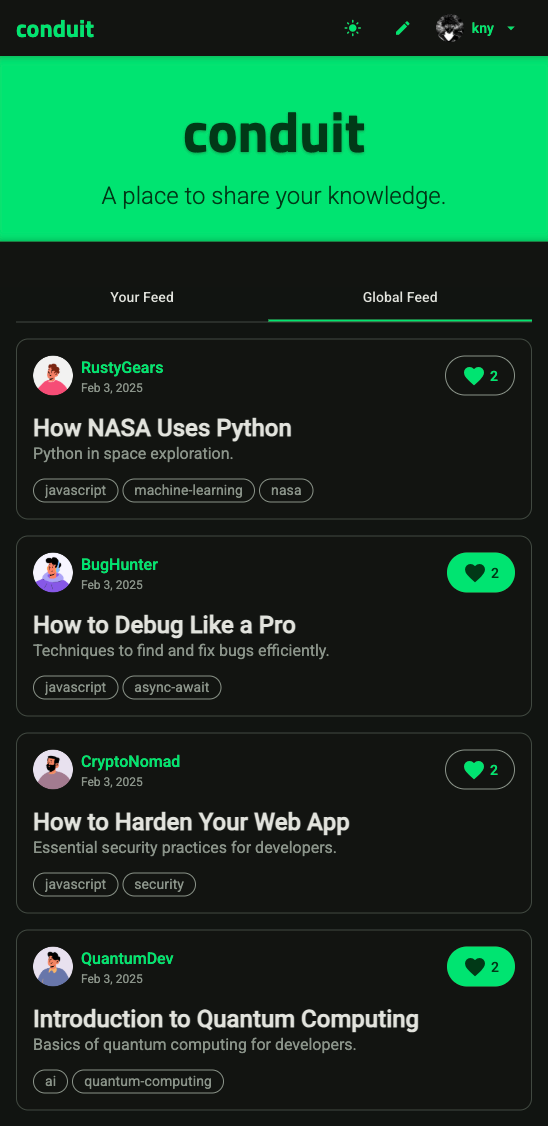 conduit
kny
conduit
A place to share your knowledge.
Your Feed
Global Feed
RustyGears
Feb 3, 2025
2
How NASA Uses Python
Python in space exploration.
javascript machine-learning nasa
BugHunter
Feb 3, 2025
2
How to Debug Like a Pro
Techniques to find and fix bugs efficiently.
javascript async-await
CryptoNomad
Feb 3, 2025
2
How to Harden Your Web App
Essential security practices for developers.
javascript security
QuantumDev
Feb 3, 2025
2
Introduction to Quantum Computing
Basics of quantum computing for developers.
ai quantum-computing